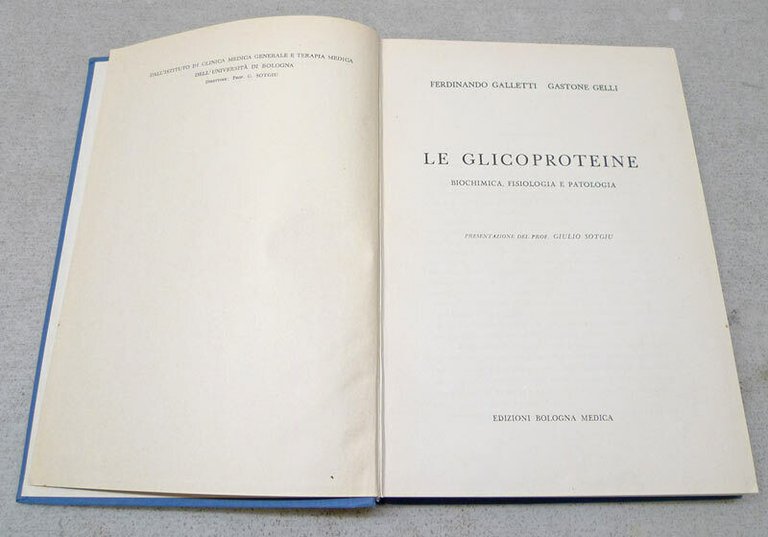 DALL'ISTITUTO DI CLINICA MEDICA GENERALE E TERAPIA MEDICA
DELL'UNIVERSITÀ DI BOLOGNA
Direttore: Prof. G. SOTGIU
FERDINANDO GALLETTI GASTONE GELLI
LE GLICOPROTEINE
BIOCHIMICA, FISIOLOGIA E PATOLOGIA
PRESENTAZIONE DEL PROF. GIULIO SOTGIU
EDIZIONI BOLOGNA MEDICA